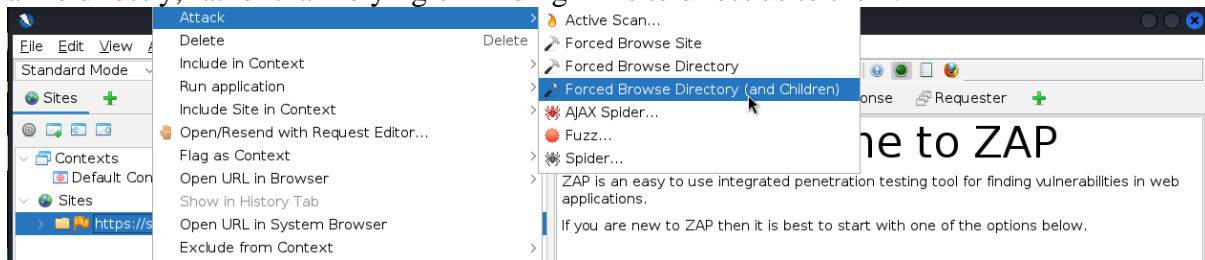 Attack
Delete Delete
Include in Context
Run application
Include Site in Context
Open/Resend with Request Editor...
Flag as Context
Open URL in Browser
Show in History Tab
Open URL in System Browser
Exclude from Context
Active Scan...
Forced Browse Site
Forced Browse Directory
Forced Browse Directory (and Children)
AJAX Spider...
Fuzz...
Spider...
File Edit View
Standard Mode
Sites
Contexts
Default Con
Sites
https://s
onse Requester
ne to ZAP
ZAP is an easy to use integrated penetration testing tool for finding vulnerabilities in web
applications.
If you are new to ZAP then it is best to start with one of the options below.